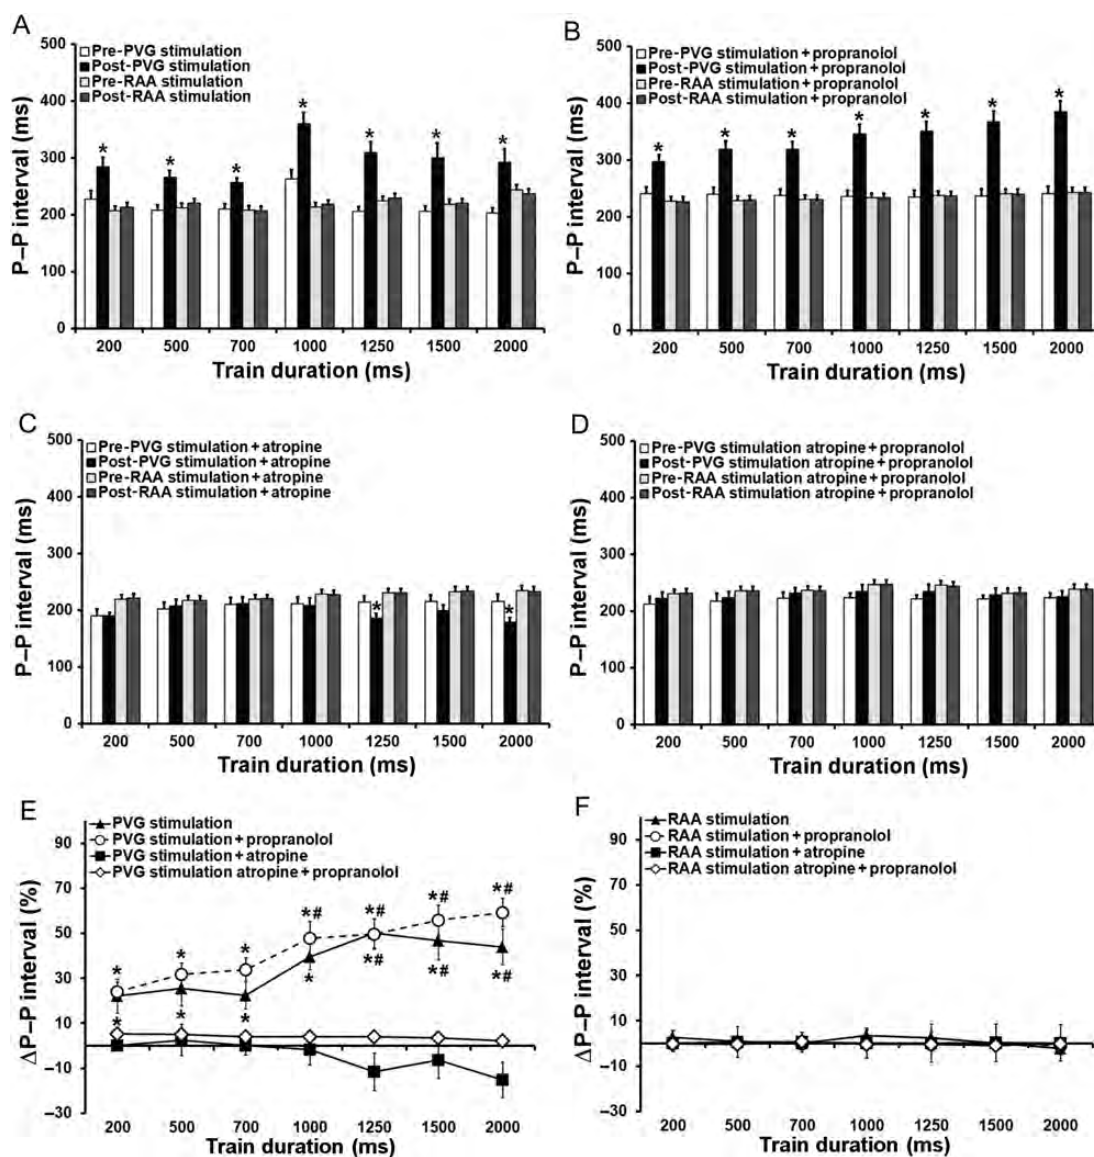 A
500
400
300
200
100
0
P–P interval (ms)
Pre-PVG stimulation
Post-PVG stimulation
Pre-RAA stimulation
Post-RAA stimulation
* * * * * * *
200 500 700 1000 1250 1500 2000
Train duration (ms)
B
500
400
300
200
100
0
P–P interval (ms)
Pre-PVG stimulation + propranolol
Post-PVG stimulation + propranolol
Pre-RAA stimulation + propranolol
Post-RAA stimulation + propranolol
* * * * * * *
200 500 700 1000 1250 1500 2000
Train duration (ms)
C
500
400
300
200
100
0
P–P interval (ms)
Pre-PVG stimulation + atropine
Post-PVG stimulation + atropine
Pre-RAA stimulation + atropine
Post-RAA stimulation + atropine
* *
200 500 700 1000 1250 1500 2000
Train duration (ms)
D
500
400
300
200
100
0
P–P interval (ms)
Pre-PVG stimulation atropine + propranolol
Post-PVG stimulation atropine + propranolol
Pre-RAA stimulation atropine + propranolol
Post-RAA stimulation atropine + propranolol
200 500 700 1000 1250 1500 2000
Train duration (ms)
E
90
70
50
30
10
−10
−30
ΔP–P interval (%)
PVG stimulation
PVG stimulation + propranolol
PVG stimulation + atropine
PVG stimulation atropine + propranolol
* * * *# *# *# *#
* * * * *# *# *#
200 500 700 1000 1250 1500 2000
Train duration (ms)
F
90
70
50
30
10
−10
−30
ΔP–P interval (%)
RAA stimulation
RAA stimulation + propranolol
RAA stimulation + atropine
RAA stimulation atropine + propranolol
200 500 700 1000 1250 1500 2000
Train duration (ms)